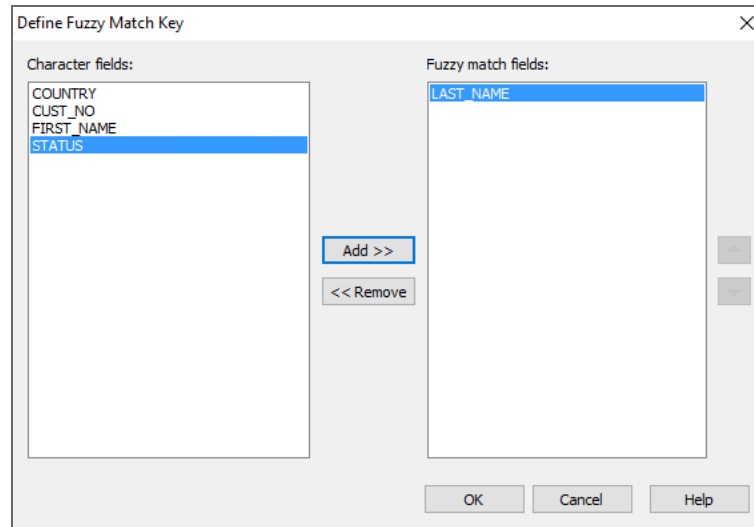 Define Fuzzy Match Key
Character fields:
COUNTRY
CUST_NO
FIRST_NAME
STATUS
Fuzzy match fields:
LAST_NAME
Add >>
<< Remove
OK
Cancel
Help